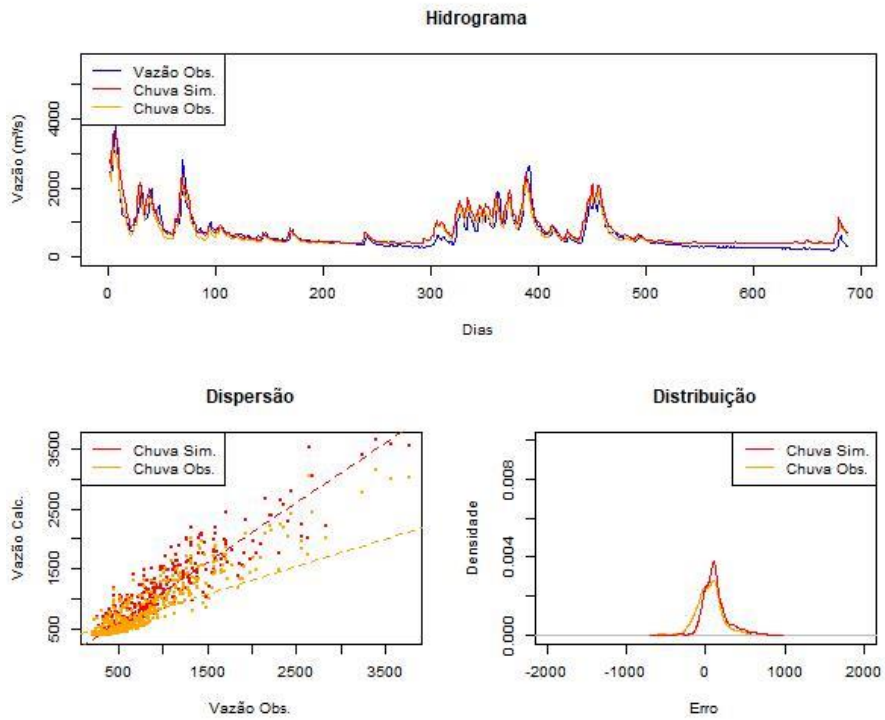 Hidrograma
Vazão (m³/s)
0 2000 4000
Vazão Obs.
Chuva Sim.
Chuva Obs.
0 100 200 300 400 500 600 700
Dias
Dispersão
Vazão Calc.
500 1500 2500 3500
Chuva Sim.
Chuva Obs.
500 1500 2500 3500
Vazão Obs.
Distribuição
Densidade
0.000 0.004 0.008
Chuva Sim.
Chuva Obs.
-2000 -1000 0 1000 2000
Erro